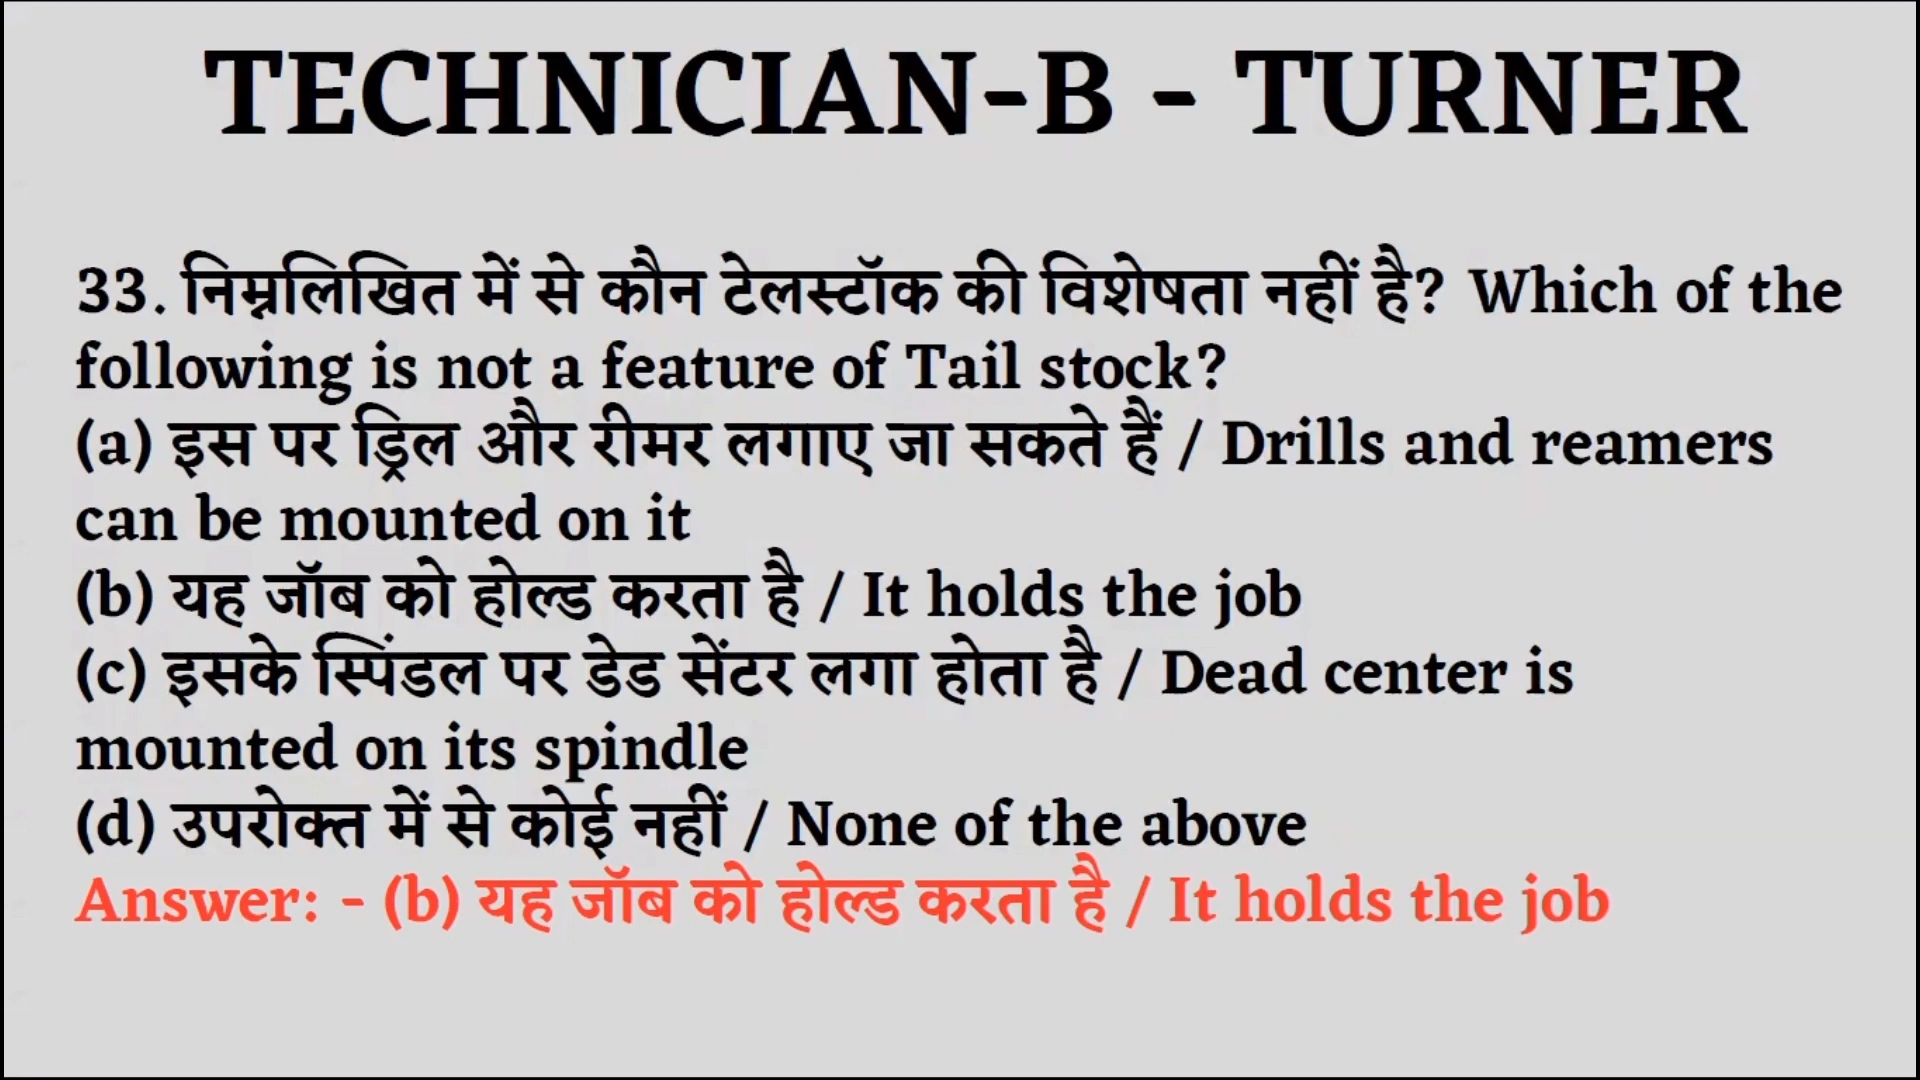 TECHNICIAN-B - TURNER
33. निम्नलिखित में से कौन टेलस्टॉक की विशेषता नहीं है? Which of the
following is not a feature of Tail stock?
(a) इस पर ड्रिल और रीमर लगाए जा सकते हैं / Drills and reamers
can be mounted on it
(b) यह जॉब को होल्ड करता है / It holds the job
(c) इसके स्पिंडल पर डेड सेंटर लगा होता है / Dead center is
mounted on its spindle
(d) उपरोक्त में से कोई नहीं / None of the above
Answer: - (b) यह जॉब को होल्ड करता है / It holds the job